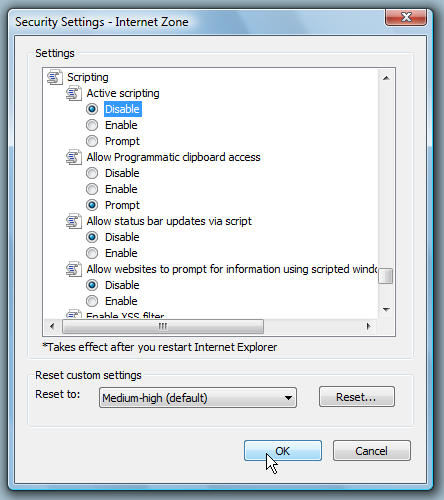 Security Settings - Internet Zone
Settings
Scripting
Active scripting
Disable
Enable
Prompt
Allow Programmatic clipboard access
Disable
Enable
Prompt
Allow status bar updates via script
Disable
Enable
Allow websites to prompt for information using scripted windo
Disable
Enable
Enable XSS filter
*Takes effect after you restart Internet Explorer
Reset custom settings
Reset to: Medium-high (default) Reset...
OK Cancel